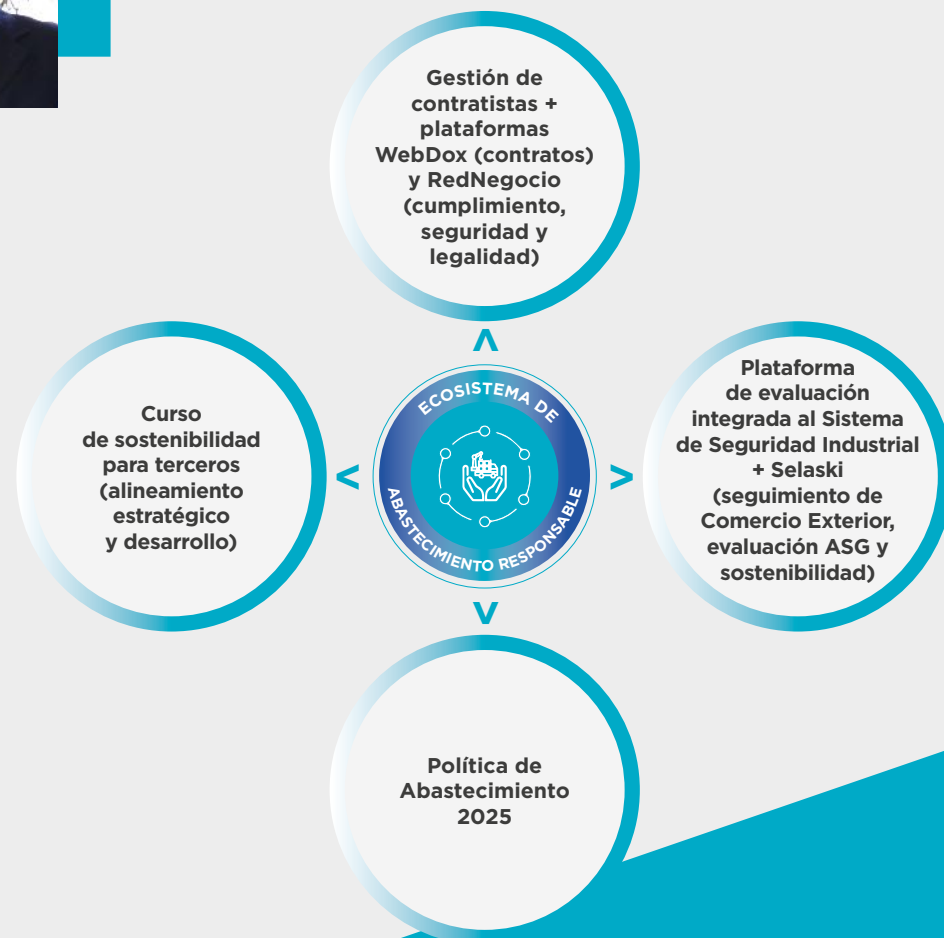 Gestión de
contratistas +
plataformas
WebDox (contratos)
y RedNegocio
(cumplimiento,
seguridad y
legalidad)
Curso
de sostenibilidad
para terceros
(alineamiento
estratégico
y desarrollo)
ECOSISTEMA DE
ABASTECIMIENTO RESPONSABLE
Plataforma
de evaluación
integrada al Sistema
de Seguridad Industrial
+ Selaski
(seguimiento de
Comercio Exterior,
evaluación ASG y
sostenibilidad)
Política de
Abastecimiento
2025